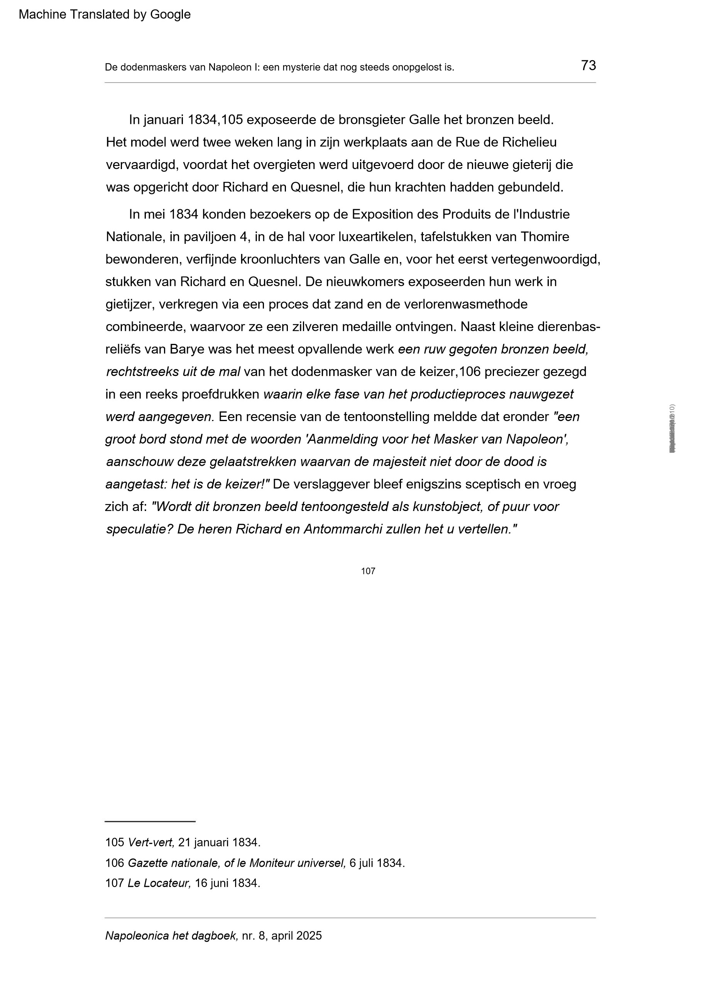 Machine Translated by Google
De dodenmaskers van Napoleon I: een mysterie dat nog steeds onopgelost is.
73
In januari 1834,105 exposeerde de bronsgieter Galle het bronzen beeld.
Het model werd twee weken lang in zijn werkplaats aan de Rue de Richelieu
vervaardigd, voordat het overgieten werd uitgevoerd door de nieuwe gieterij die
was opgericht door Richard en Quesnel, die hun krachten hadden gebundeld.
In mei 1834 konden bezoekers op de Exposition des Produits de l'Industrie
Nationale, in paviljoen 4, in de hal voor luxeartikelen, tafelstukken van Thomire
bewonderen, verfijnde kroonluchters van Galle en, voor het eerst vertegenwoordigd,
stukken van Richard en Quesnel. De nieuwkomers exposeerden hun werk in
gietijzer, verkregen via een proces dat zand en de verlorenwasmethode
combineerde, waarvoor ze een zilveren medaille ontvingen. Naast kleine dierenbas-
reliëfs van Barye was het meest opvallende werk een ruw gegoten bronzen beeld,
rechtstreeks uit de mal van het dodenmasker van de keizer,106 preciezer gezegd
in een reeks proefdrukken waarin elke fase van het productieproces nauwgezet
werd aangegeven. Een recensie van de tentoonstelling meldde dat eronder "een
groot bord stond met de woorden 'Aanmelding voor het Masker van Napoleon',
aanschouw deze gelaatstrekken waarvan de majesteit niet door de dood is
aangetast: het is de keizer!" De verslaggever bleef enigszins sceptisch en vroeg
zich af: "Wordt dit bronzen beeld tentoongesteld als kunstobject, of puur voor
speculatie? De heren Richard en Antommarchi zullen het u vertellen."
107
105 Vert-vert, 21 januari 1834.
106 Gazette nationale, of le Moniteur universel, 6 juli 1834.
107 Le Locateur, 16 juni 1834.
Napoleonica het dagboek, nr. 8, april 2025